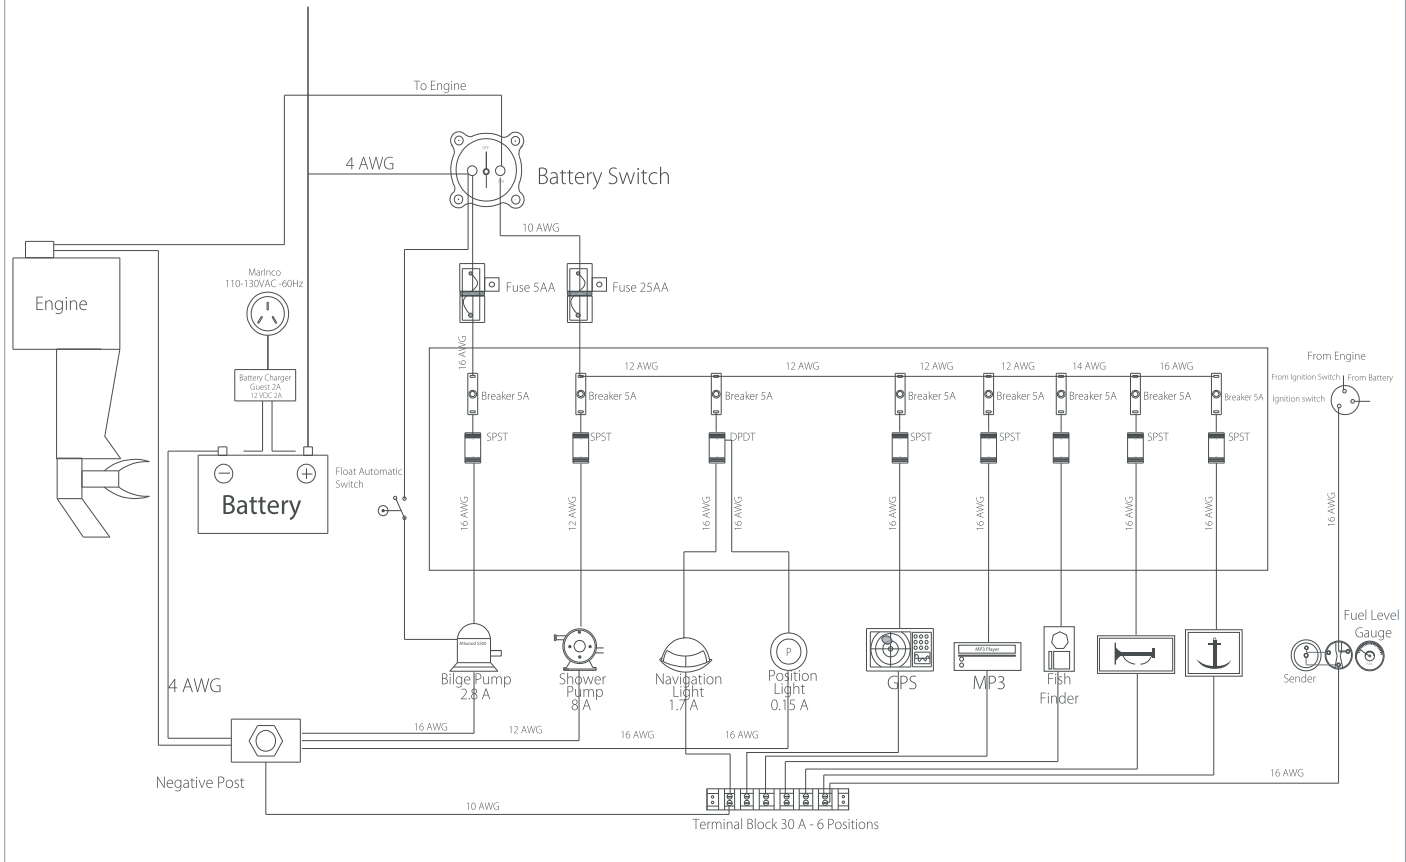 To Engine
OFF
4 AWG
Battery Switch
10 AWG
Marinco
110-130VAC -60Hz
Fuse 5AA
Fuse 25AA
Engine
16 AWG
12 AWG
12 AWG
12 AWG
12 AWG
14 AWG
16 AWG
From Engine
From Ignition Switch
From Battery
Ignition switch
Battery Charger
Guest 2A
12 VDC 2A
Breaker 5A
Breaker 5A
Breaker 5A
Breaker 5A
Breaker 5A
Breaker 5A
Breaker 5A
Breaker 5A
SPST
SPST
DPDT
SPST
SPST
SPST
SPST
Float Automatic
Switch
Battery
16 AWG
12 AWG
16 AWG
16 AWG
16 AWG
16 AWG
16 AWG
16 AWG
16 AWG
Fuel Level
Gauge
Attwood S500
P
MP3 Player
Sender
Bilge Pump
2.8 A
Shower
Pump
8 A
Navigation
Light
1.7 A
Position
Light
0.15 A
GPS
MP3
Fish
Finder
4 AWG
16 AWG
12 AWG
16 AWG
16 AWG
Negative Post
16 AWG
10 AWG
Terminal Block 30 A - 6 Positions